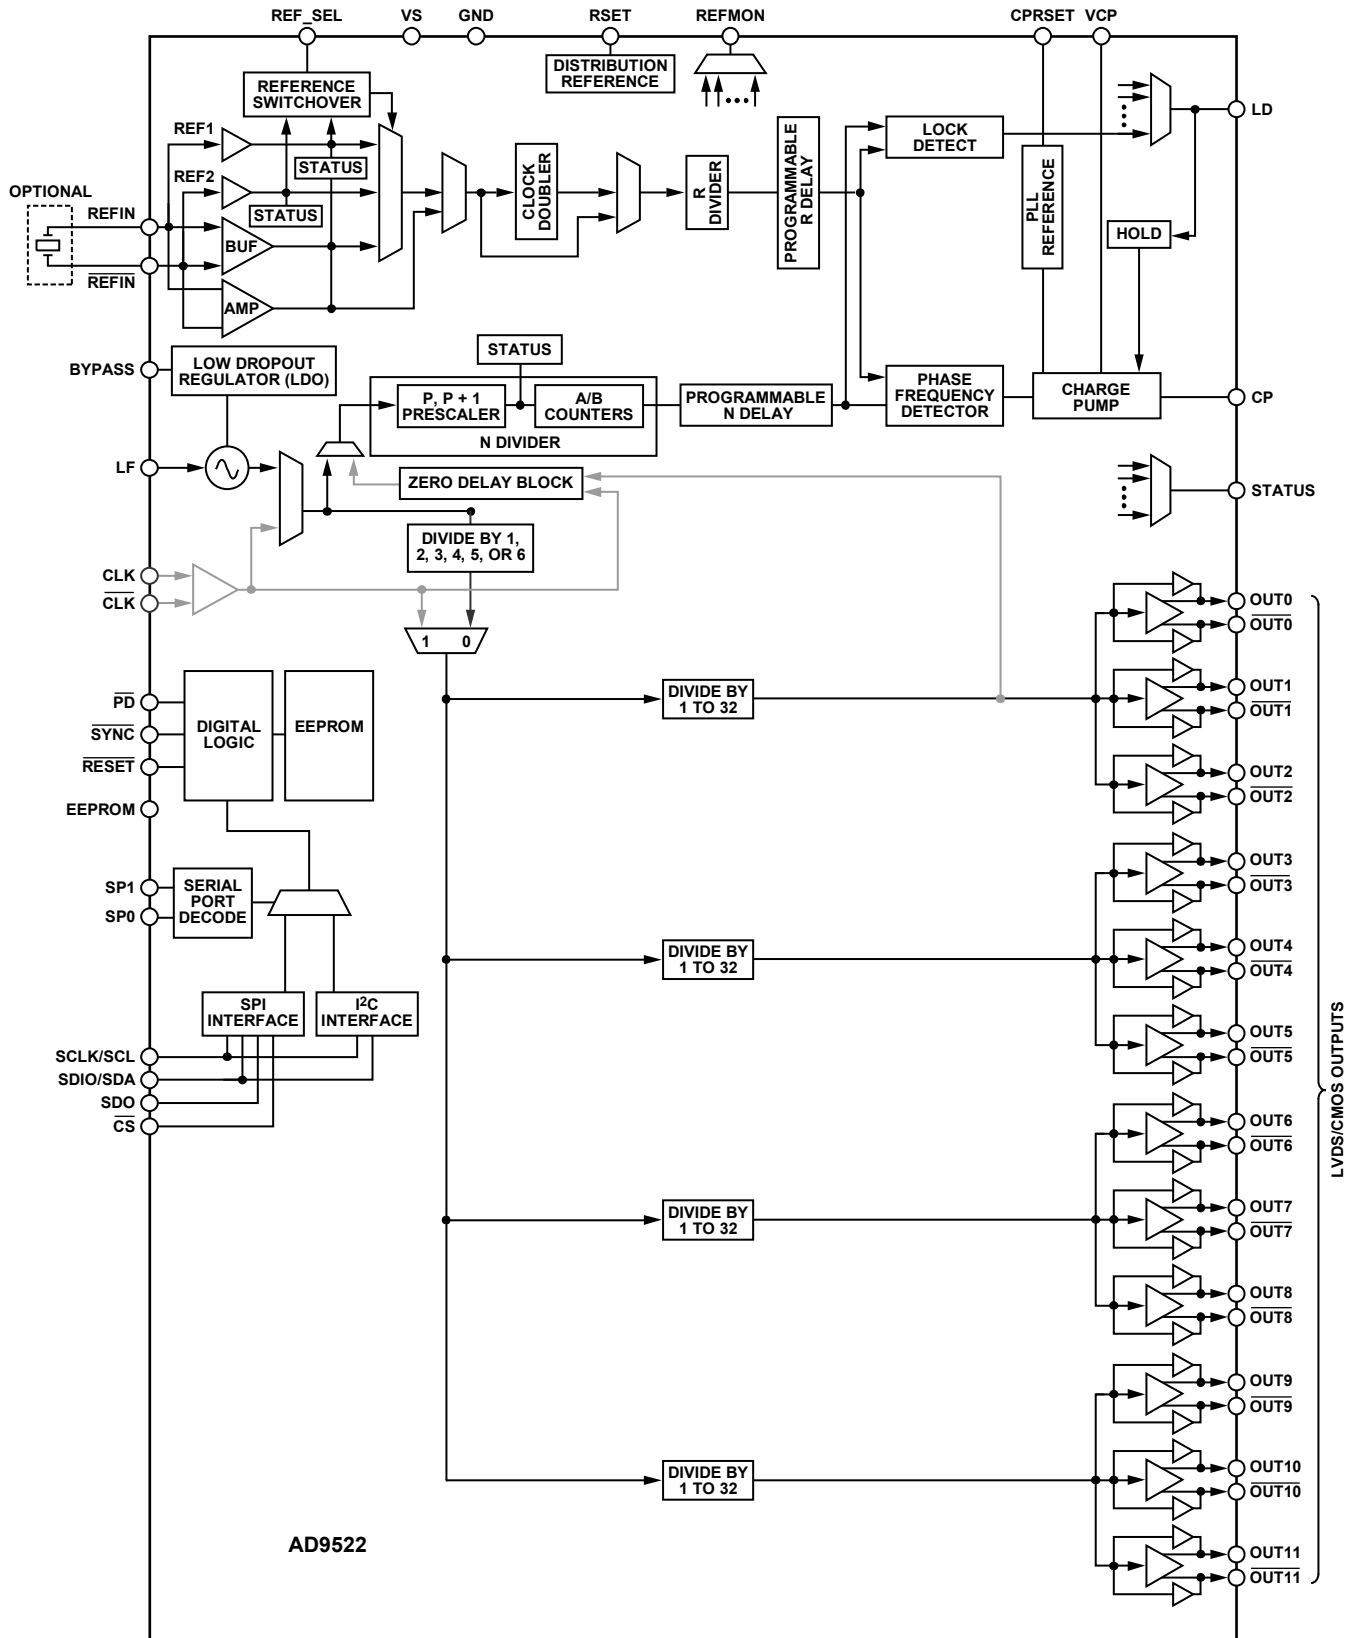 REF_SEL
VS
GND
RSET
REFMON
CPRSET
VCP
DISTRIBUTION
REFERENCE
REFERENCE
SWITCHOVER
REF1
REF2
STATUS
STATUS
OPTIONAL
REFIN
REFIN
BUF
AMP
CLOCK
DOUBLER
R
DIVIDER
PROGRAMMABLE
R DELAY
LOCK
DETECT
PLL
REFERENCE
LD
HOLD
BYPASS
LOW DROPOUT
REGULATOR (LDO)
STATUS
P, P + 1
PRESCALER
A/B
COUNTERS
N DIVIDER
PROGRAMMABLE
N DELAY
PHASE
FREQUENCY
DETECTOR
CHARGE
PUMP
CP
LF
ZERO DELAY BLOCK
STATUS
DIVIDE BY 1,
2, 3, 4, 5, OR 6
CLK
CLK
1 0
PD
SYNC
RESET
EEPROM
DIGITAL
LOGIC
EEPROM
SP1
SP0
SERIAL
PORT
DECODE
SPI
INTERFACE
I²C
INTERFACE
SCLK/SCL
SDIO/SDA
SDO
CS
DIVIDE BY
1 TO 32
DIVIDE BY
1 TO 32
DIVIDE BY
1 TO 32
DIVIDE BY
1 TO 32
OUT0
OUT0
OUT1
OUT1
OUT2
OUT2
OUT3
OUT3
OUT4
OUT4
OUT5
OUT5
OUT6
OUT6
OUT7
OUT7
OUT8
OUT8
OUT9
OUT9
OUT10
OUT10
OUT11
OUT11
LVDS/CMOS OUTPUTS
AD9522